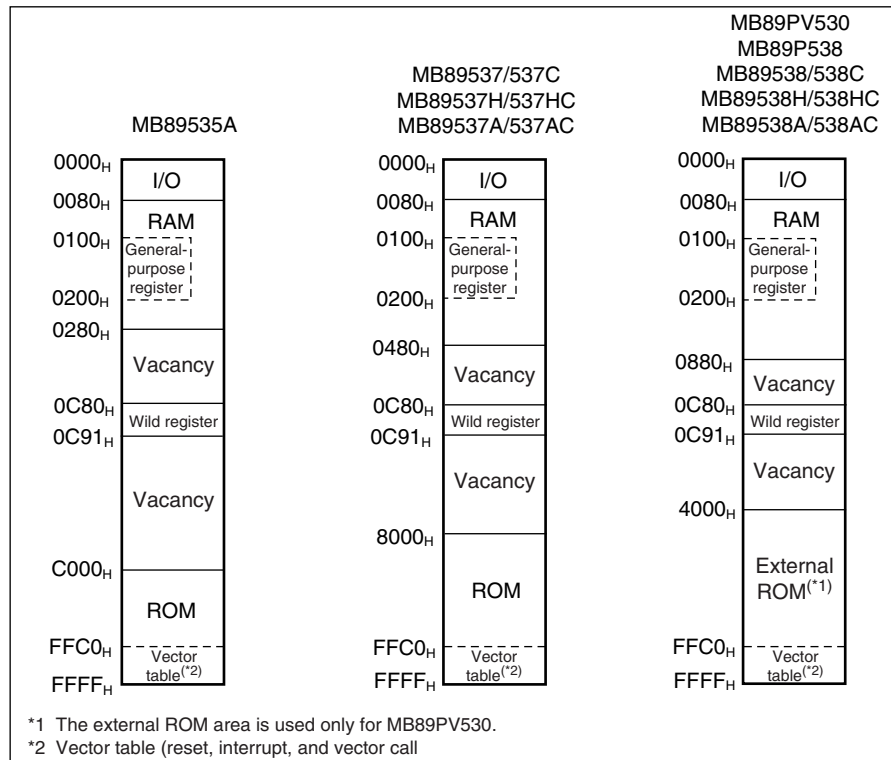 MB89535A
0000H
I/O
0080H
RAM
0100H
General-
purpose
register
0200H
0280H
Vacancy
0C80H
Wild register
0C91H
Vacancy
C000H
ROM
FFC0H
Vector
table(*2)
FFFFH
MB89537/537C
MB89537H/537HC
MB89537A/537AC
0000H
I/O
0080H
RAM
0100H
General-
purpose
register
0200H
0480H
Vacancy
0C80H
Wild register
0C91H
Vacancy
8000H
ROM
FFC0H
Vector
table(*2)
FFFFH
MB89PV530
MB89P538
MB89538/538C
MB89538H/538HC
MB89538A/538AC
0000H
I/O
0080H
RAM
0100H
General-
purpose
register
0200H
0880H
Vacancy
0C80H
Wild register
0C91H
Vacancy
4000H
External
ROM(*1)
FFC0H
Vector
table(*2)
FFFFH
*1 The external ROM area is used only for MB89PV530.
*2 Vector table (reset, interrupt, and vector call